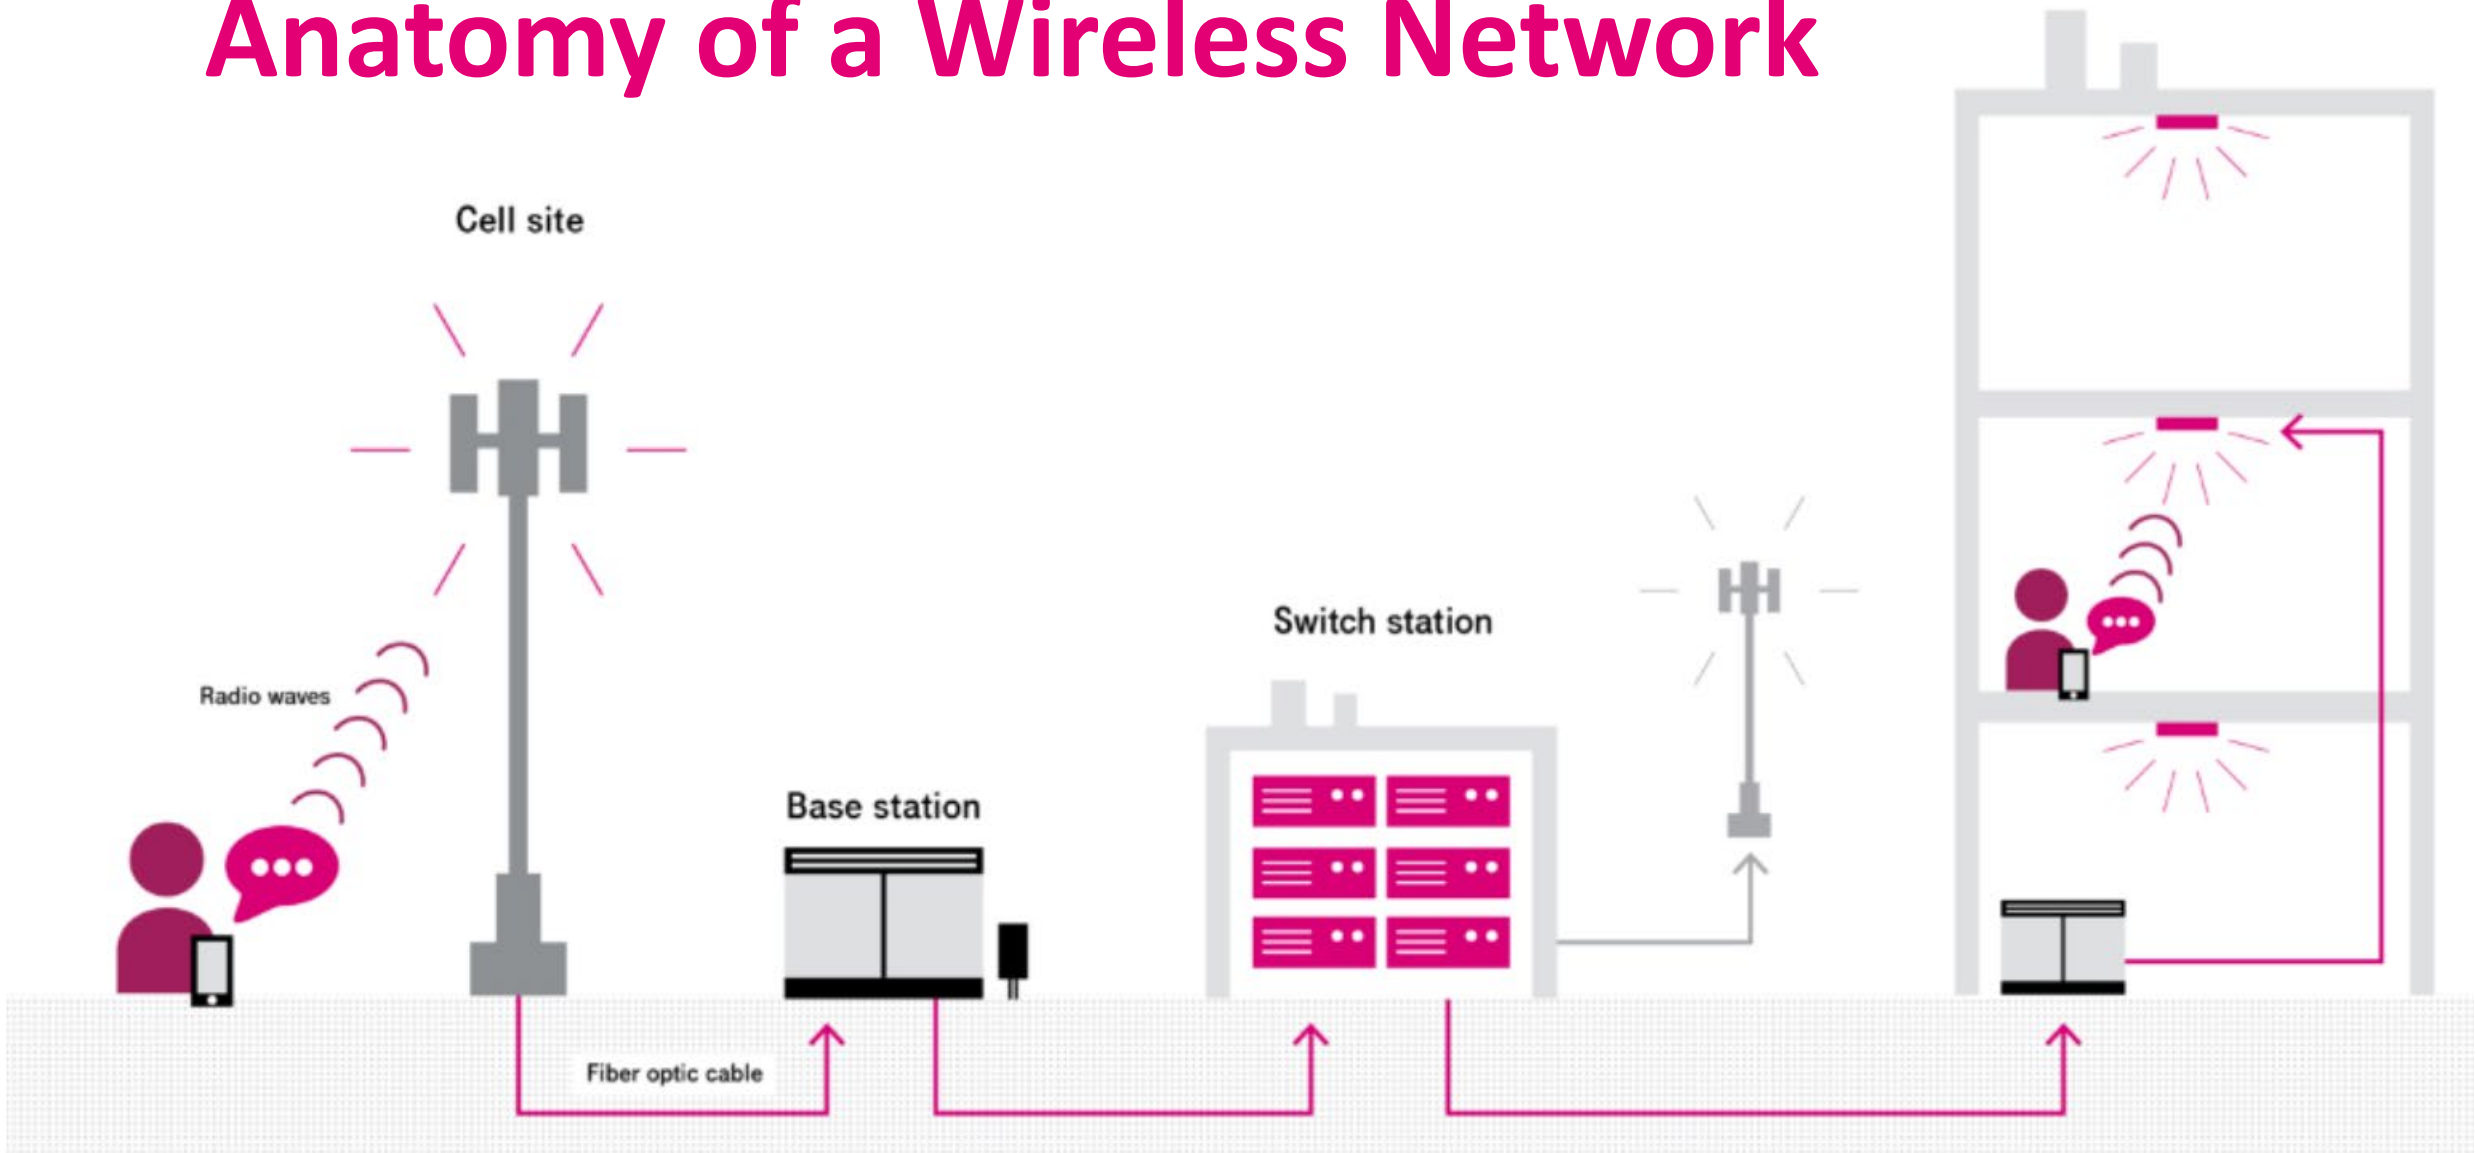 Anatomy of a Wireless Network
Cell site
Radio waves
Switch station
Base station
Fiber optic cable